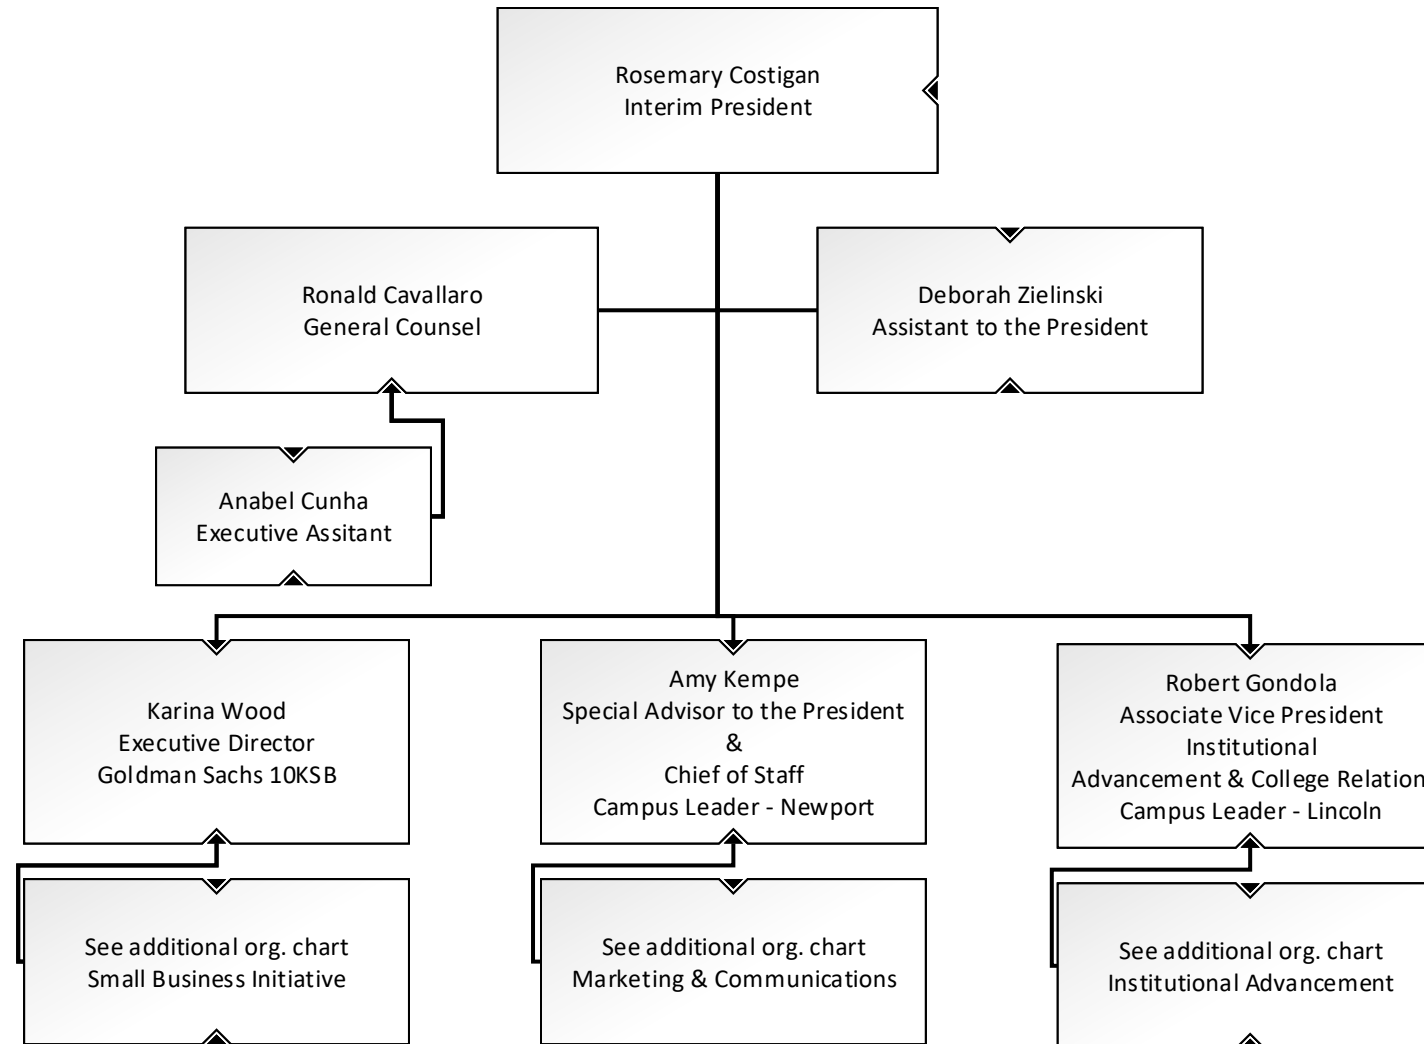 Rosemary Costigan
Interim President
Ronald Cavallaro
General Counsel
Deborah Zielinski
Assistant to the President
Anabel Cunha
Executive Assitant
Karina Wood
Executive Director
Goldman Sachs 10KSB
Amy Kempe
Special Advisor to the President
&
Chief of Staff
Campus Leader - Newport
Robert Gondola
Associate Vice President
Institutional
Advancement & College Relation
Campus Leader - Lincoln
See additional org. chart
Small Business Initiative
See additional org. chart
Marketing & Communications
See additional org. chart
Institutional Advancement